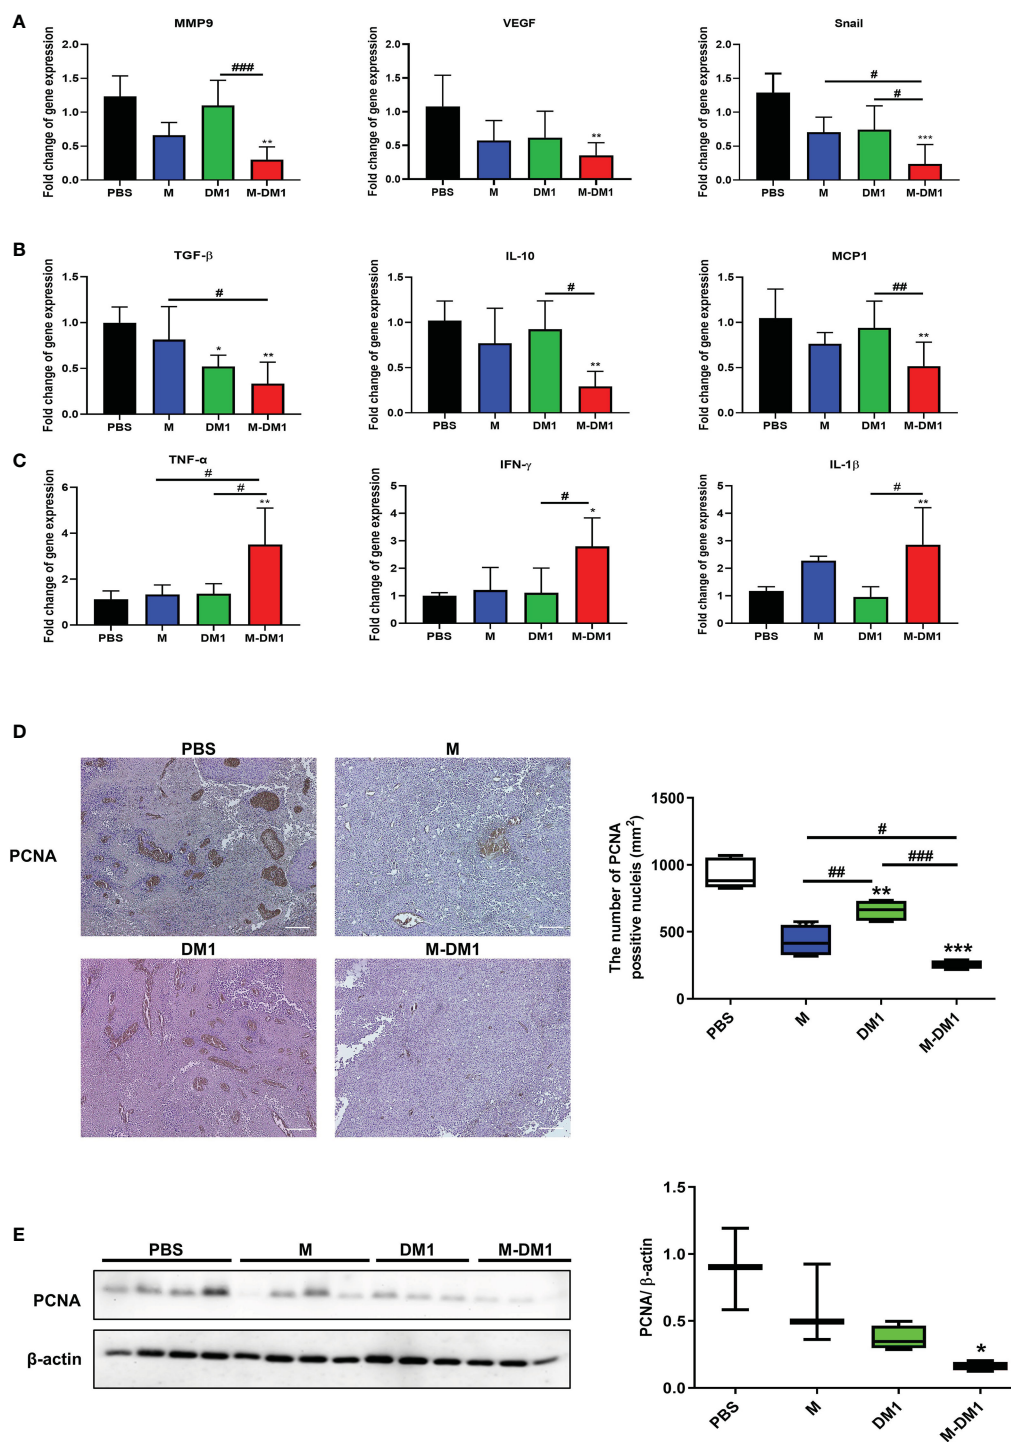 A
MMP9
VEGF
Snail
Fold change of gene expression
2.0
1.5
1.0
0.5
0.0
###
**
PBS M DM1 M-DM1
Fold change of gene expression
2.0
1.5
1.0
0.5
0.0
**
PBS M DM1 M-DM1
Fold change of gene expression
2.0
1.5
1.0
0.5
0.0
#
#
***
PBS M DM1 M-DM1
B
TGF-β
IL-10
MCP1
Fold change of gene expression
1.5
1.0
0.5
0.0
#
*
**
PBS M DM1 M-DM1
Fold change of gene expression
1.5
1.0
0.5
0.0
#
**
PBS M DM1 M-DM1
Fold change of gene expression
1.5
1.0
0.5
0.0
##
**
PBS M DM1 M-DM1
C
TNF-α
IFN-γ
IL-1β
Fold change of gene expression
6
4
2
0
#
#
**
PBS M DM1 M-DM1
Fold change of gene expression
5
4
3
2
1
0
#
*
PBS M DM1 M-DM1
Fold change of gene expression
5
4
3
2
1
0
#
**
PBS M DM1 M-DM1
D
PBS M
PCNA
DM1 M-DM1
The number of PCNA
possitive nucleis (mm²)
1500
1000
500
0
#
###
##
**
***
PBS M DM1 M-DM1
E
PBS M DM1 M-DM1
PCNA
β-actin
PCNA/ β-actin
1.5
1.0
0.5
0.0
*
PBS M DM1 M-DM1